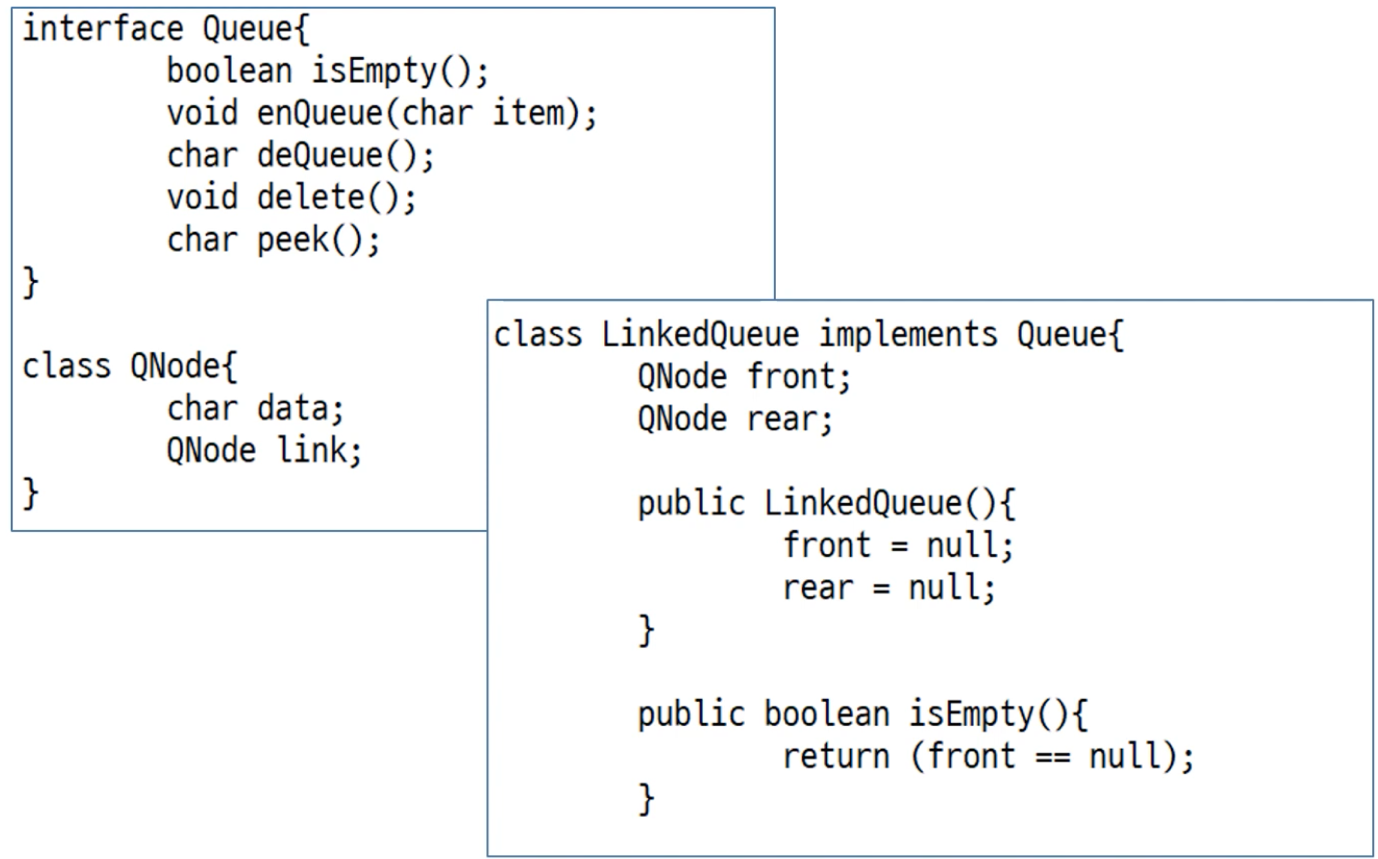 interface Queue{
boolean isEmpty();
void enQueue(char item);
char deQueue();
void delete();
char peek();
}
class QNode{
char data;
QNode link;
}
class LinkedQueue implements Queue{
QNode front;
QNode rear;
public LinkedQueue(){
front = null;
rear = null;
}
public boolean isEmpty(){
return (front == null);
}